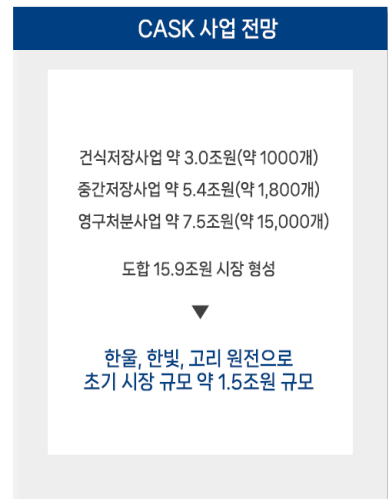 CASK 사업 전망
건식저장사업 약 3.0조원(약 1000개)
중간저장사업 약 5.4조원(약 1,800개)
영구처분사업 약 7.5조원(약 15,000개)
도합 15.9조원 시장 형성
▼
한울, 한빛, 고리 원전으로
초기 시장 규모 약 1.5조원 규모